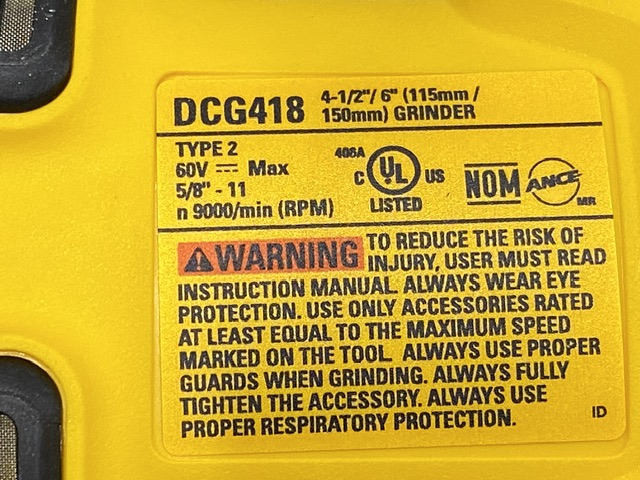 DCG418 4-1/2"/ 6" (115mm /
150mm) GRINDER
TYPE 2
60V ⎓ Max
5/8" - 11
n 9000/min (RPM)
406A
C UL US
LISTED
NOM ANCE
MR
⚠WARNING TO REDUCE THE RISK OF
INJURY, USER MUST READ
INSTRUCTION MANUAL. ALWAYS WEAR EYE
PROTECTION. USE ONLY ACCESSORIES RATED
AT LEAST EQUAL TO THE MAXIMUM SPEED
MARKED ON THE TOOL. ALWAYS USE PROPER
GUARDS WHEN GRINDING. ALWAYS FULLY
TIGHTEN THE ACCESSORY. ALWAYS USE
PROPER RESPIRATORY PROTECTION.
ID